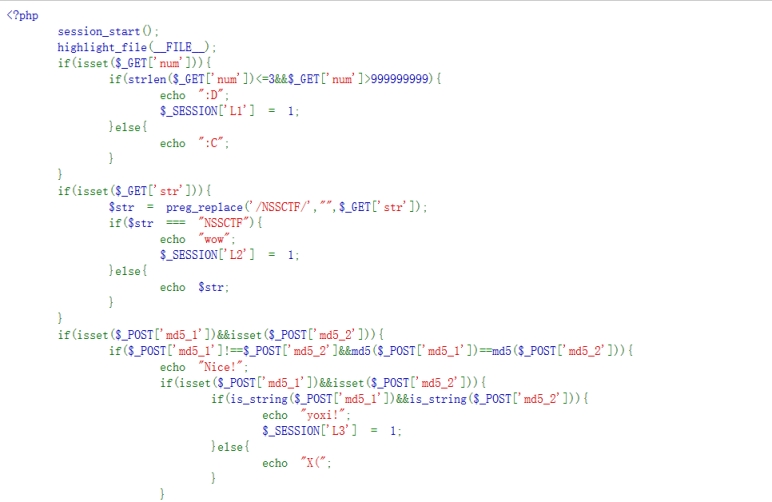 <?php
session_start();
highlight_file(__FILE__);
if(isset($_GET['num'])){
if(strlen($_GET['num'])<=3&&$_GET['num']>999999999){
echo ":D";
$_SESSION['L1'] = 1;
}else{
echo ":C";
}
}
if(isset($_GET['str'])){
$str = preg_replace('/NSSCTF/',"",$_GET['str']);
if($str === "NSSCTF"){
echo "wow";
$_SESSION['L2'] = 1;
}else{
echo $str;
}
}
if(isset($_POST['md5_1'])&&isset($_POST['md5_2'])){
if($_POST['md5_1']!==$_POST['md5_2']&&md5($_POST['md5_1'])==md5($_POST['md5_2'])){
echo "Nice!";
if(isset($_POST['md5_1'])&&isset($_POST['md5_2'])){
if(is_string($_POST['md5_1'])&&is_string($_POST['md5_2'])){
echo "yoxi!";
$_SESSION['L3'] = 1;
}else{
echo "X(";
}
}